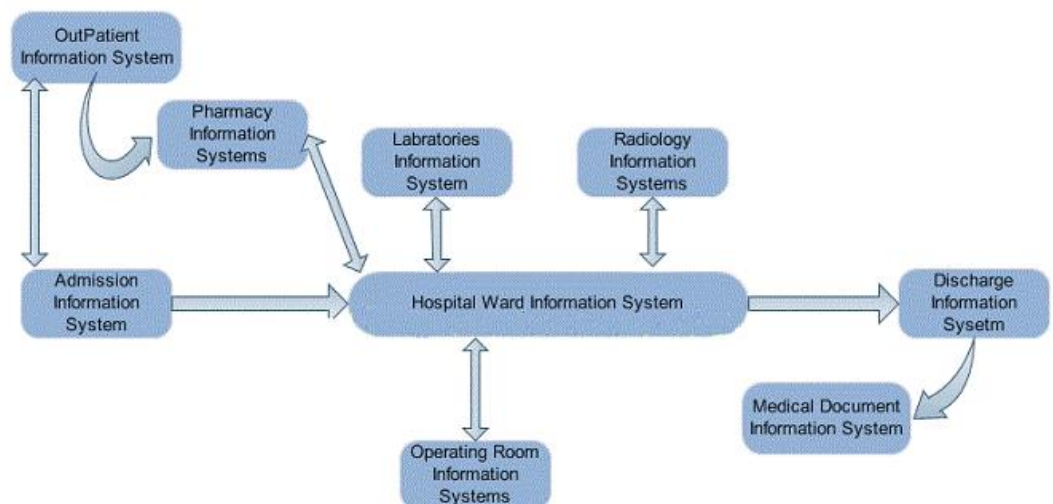 OutPatient
Information System
Pharmacy
Information
Systems
Labratories
Information
System
Radiology
Information
Systems
Admission
Information
System
Hospital Ward Information System
Discharge
Information
Sysetm
Medical Document
Information System
Operating Room
Information
Systems